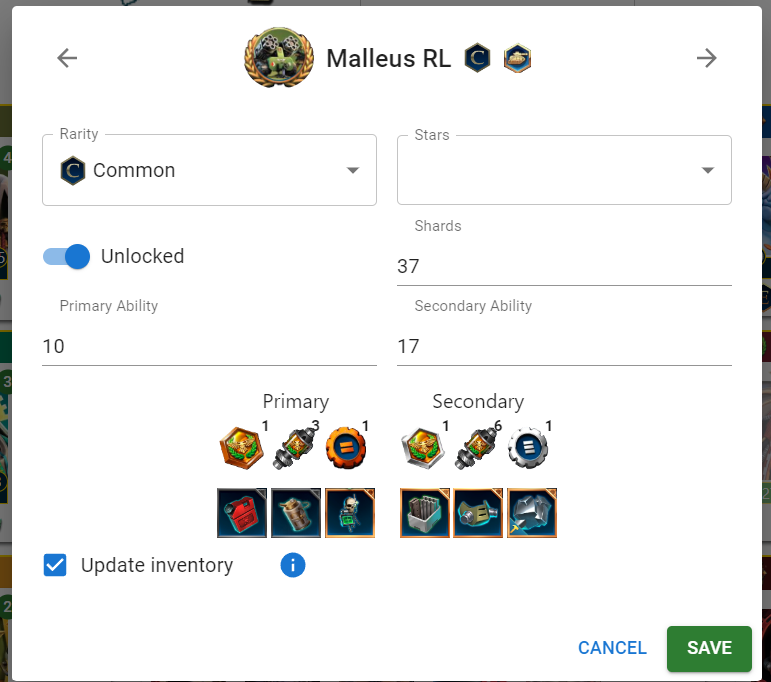 Malleus RL C
Rarity
C Common
Stars
Unlocked
Shards
37
Primary Ability
10
Secondary Ability
17
Primary
1 3 1
Secondary
1 6 1
Update inventory
i
CANCEL
SAVE